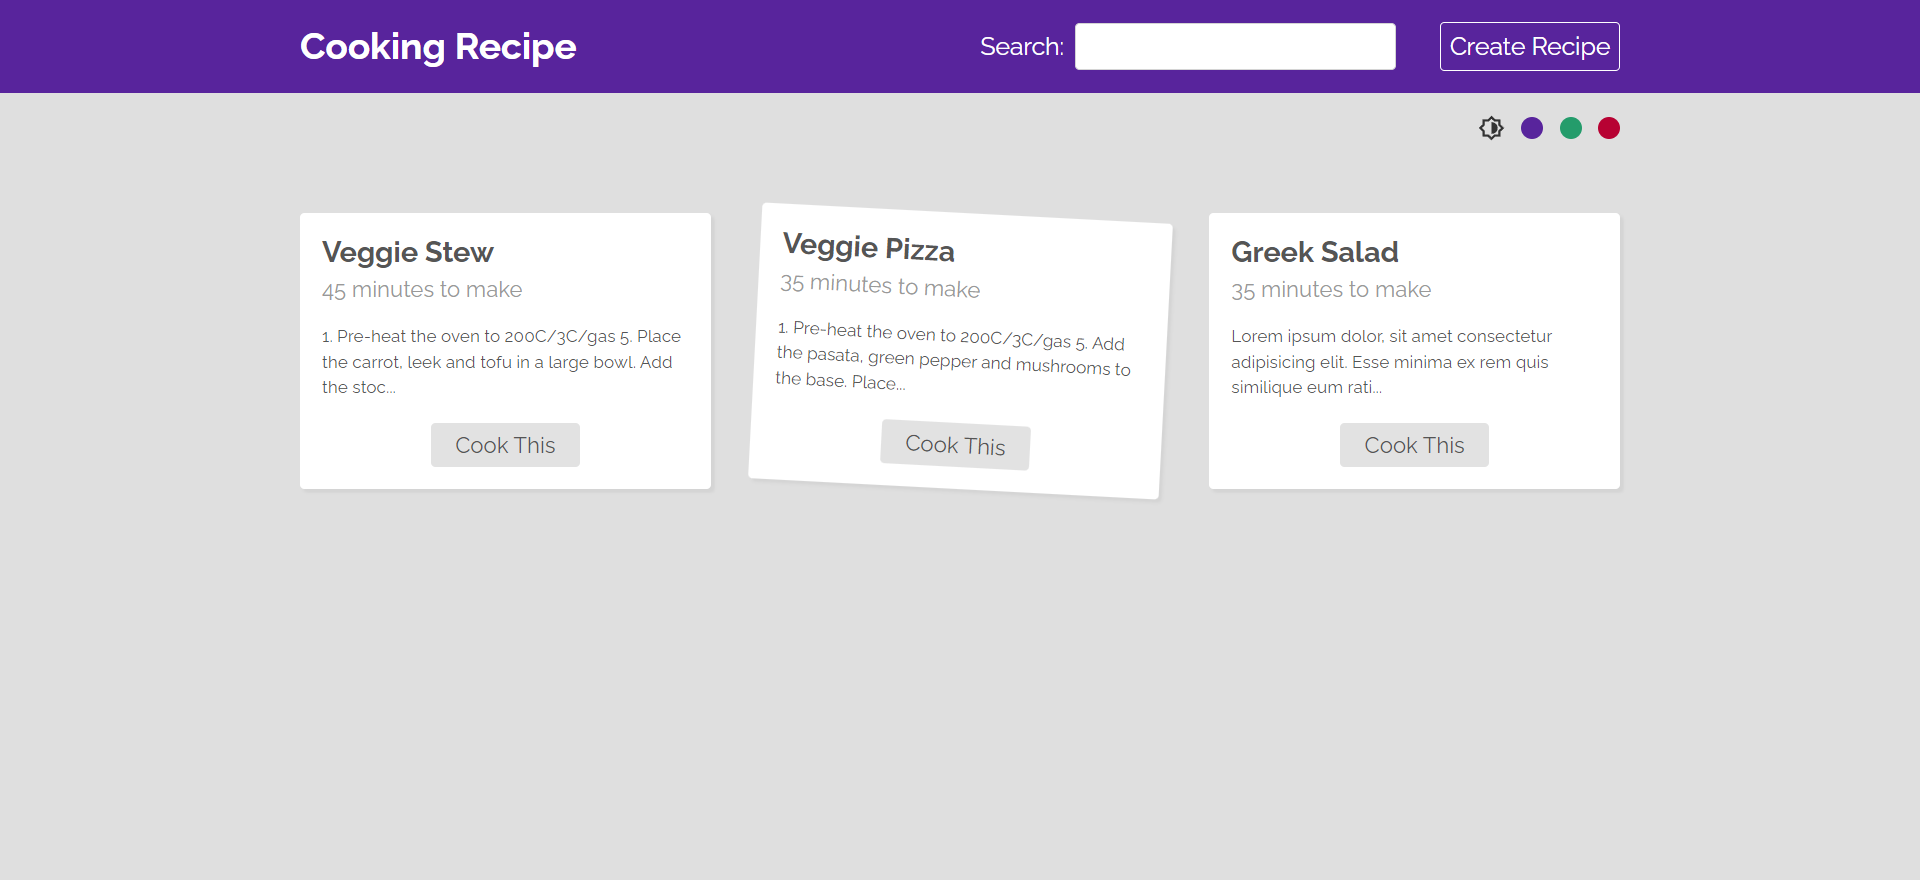 Cooking Recipe
Search:
Create Recipe
Veggie Stew
45 minutes to make
1. Pre-heat the oven to 200C/3C/gas 5. Place
the carrot, leek and tofu in a large bowl. Add
the stoc...
Cook This
Veggie Pizza
35 minutes to make
1. Pre-heat the oven to 200C/3C/gas 5. Add
the pasata, green pepper and mushrooms to
the base. Place...
Cook This
Greek Salad
35 minutes to make
Lorem ipsum dolor, sit amet consectetur
adipisicing elit. Esse minima ex rem quis
similique eum rati...
Cook This